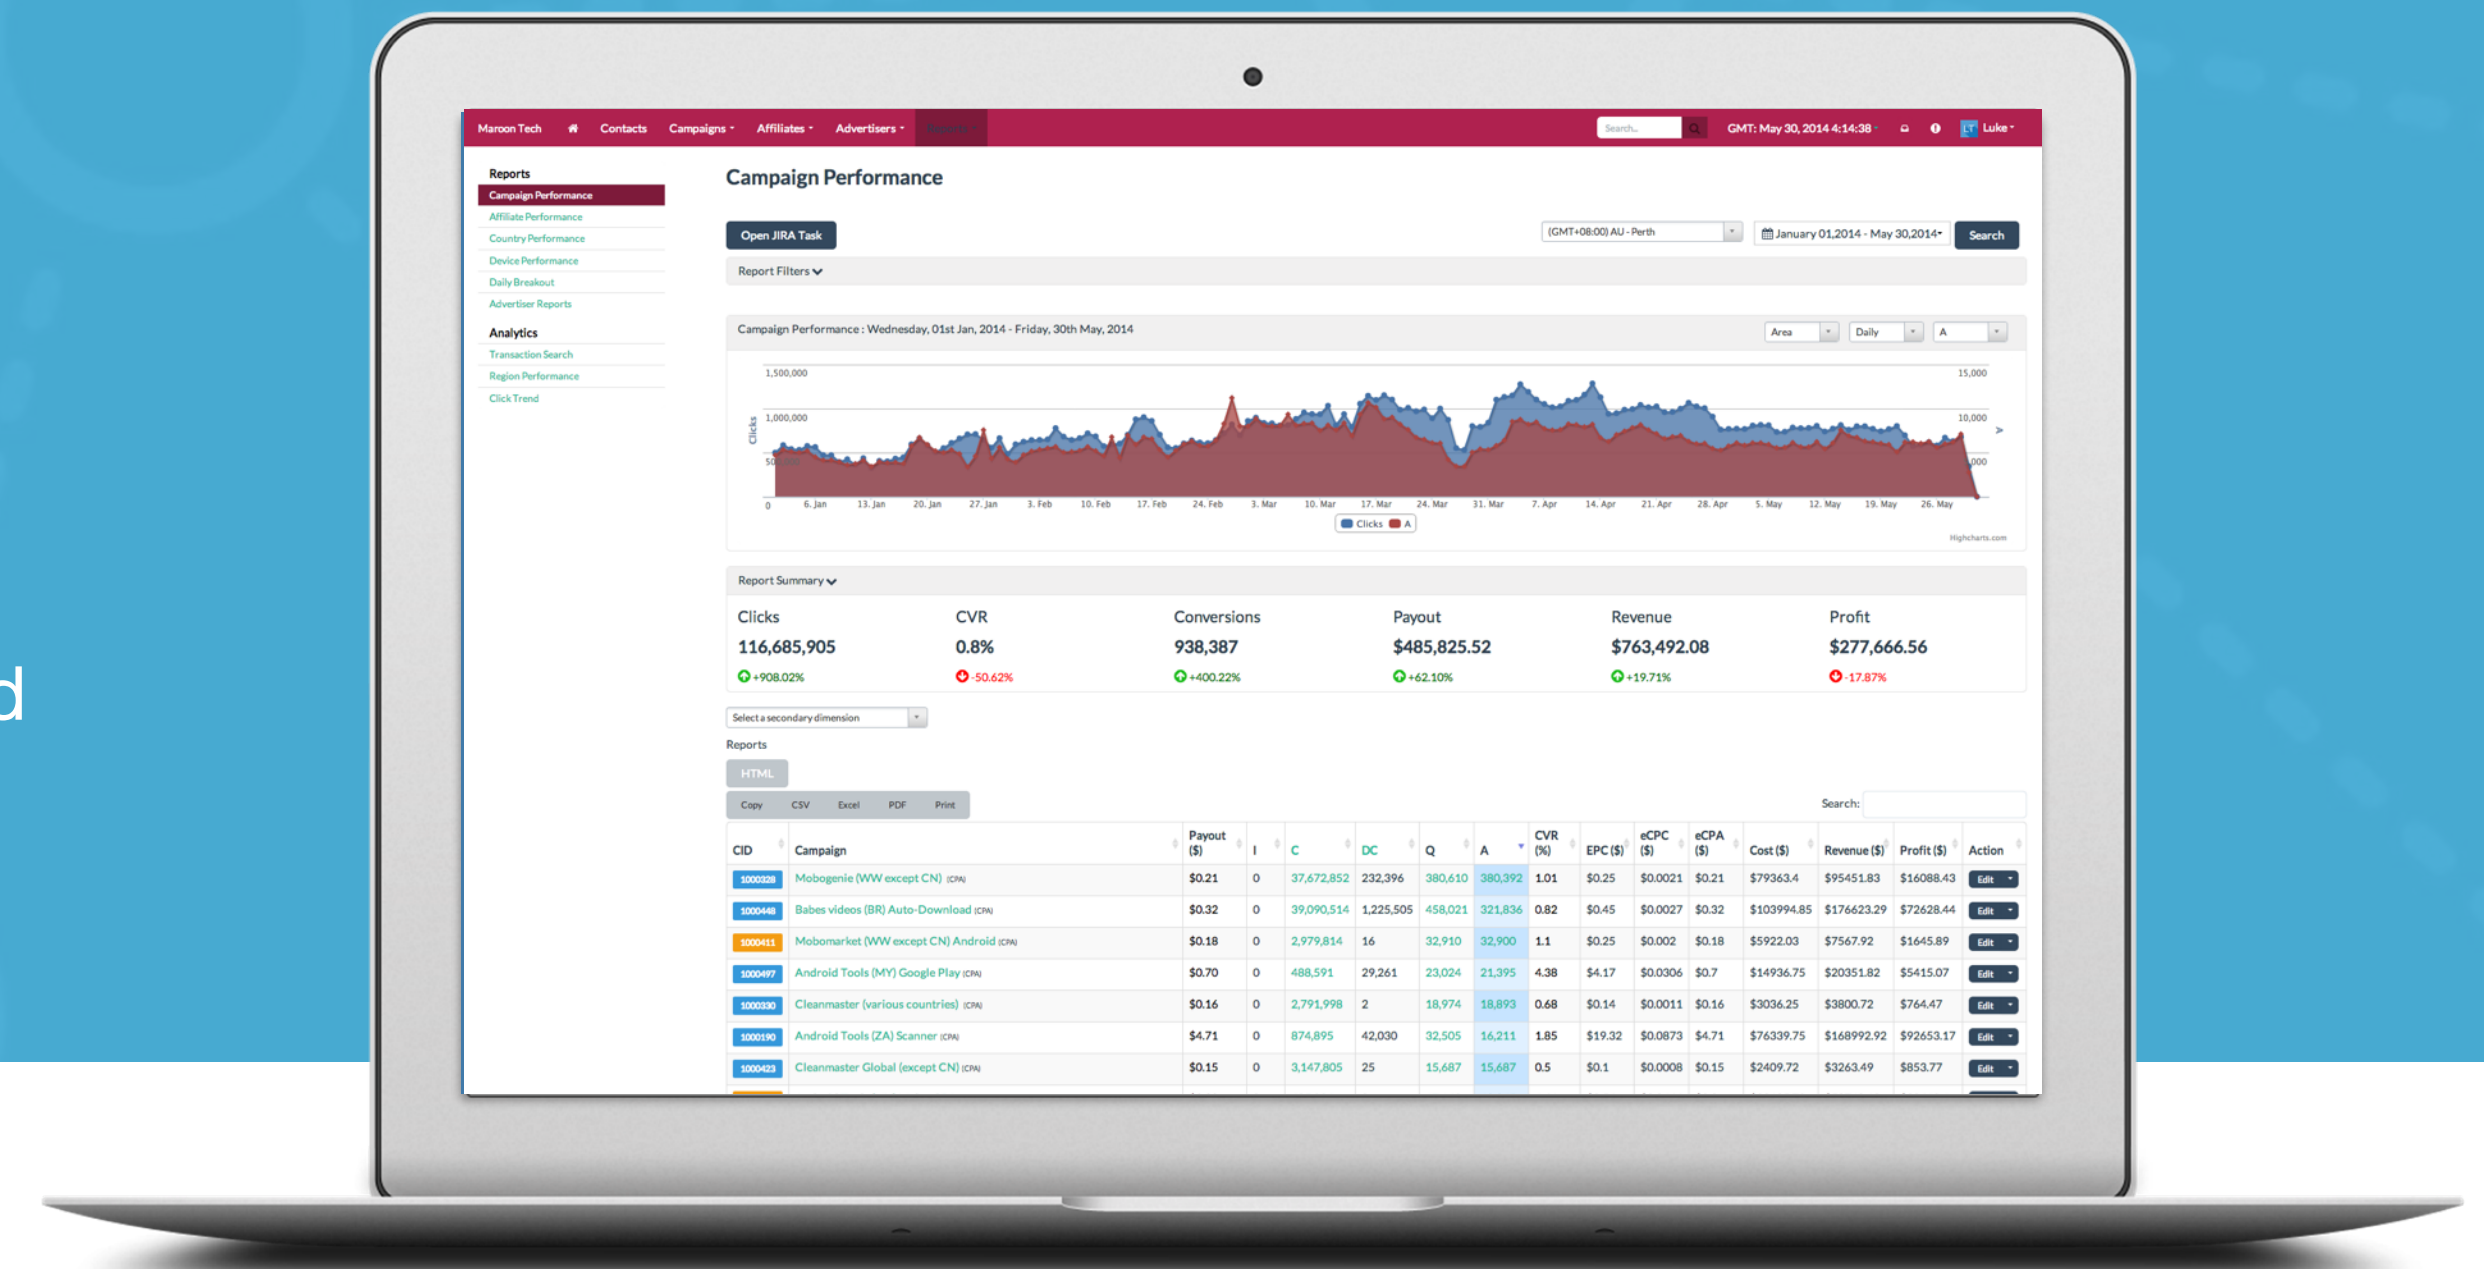 Maroon Tech Contacts Campaigns Affiliates Advertisers Search... GMT: May 30, 2014 4:14:38 LT Luke
Reports
Campaign Performance
Affiliate Performance
Country Performance
Device Performance
Daily Breakout
Advertiser Reports
Analytics
Transaction Search
Region Performance
Click Trend
Campaign Performance
Open JIRA Task (GMT+08:00) AU - Perth January 01,2014 - May 30,2014 Search
Report Filters
Campaign Performance : Wednesday, 01st Jan, 2014 - Friday, 30th May, 2014 Area Daily A
1,500,000 15,000
1,000,000 10,000
Clicks A
0 6. Jan 13. Jan 20. Jan 27. Jan 3. Feb 10. Feb 17. Feb 24. Feb 3. Mar 10. Mar 17. Mar 24. Mar 31. Mar 7. Apr 14. Apr 21. Apr 28. Apr 5. May 12. May 19. May 26. May
Clicks A
Highcharts.com
Report Summary
Clicks CVR Conversions Payout Revenue Profit
116,685,905 0.8% 938,387 $485,825.52 $763,492.08 $277,666.56
+908.02% -50.62% +400.22% +62.10% +19.71% -17.87%
d
Select a secondary dimension
Reports
HTML
Copy CSV Excel PDF Print Search:
CID Campaign Payout ($) I C DC Q A CVR (%) EPC ($) eCPC ($) eCPA ($) Cost ($) Revenue ($) Profit ($) Action
1000328 Mobogenie (WW except CN) (CPA) $0.21 0 37,672,852 232,396 380,610 380,392 1.01 $0.25 $0.0021 $0.21 $79363.4 $95451.83 $16088.43 Edit
1000448 Babes videos (BR) Auto-Download (CPA) $0.32 0 39,090,514 1,225,505 458,021 321,836 0.82 $0.45 $0.0027 $0.32 $103994.85 $176623.29 $72628.44 Edit
1000411 Mobomarket (WW except CN) Android (CPA) $0.18 0 2,979,814 16 32,910 32,900 1.1 $0.25 $0.002 $0.18 $5922.03 $7567.92 $1645.89 Edit
1000497 Android Tools (MY) Google Play (CPA) $0.70 0 488,591 29,261 23,024 21,395 4.38 $4.17 $0.0306 $0.7 $14936.75 $20351.82 $5415.07 Edit
1000330 Cleanmaster (various countries) (CPA) $0.16 0 2,791,998 2 18,974 18,893 0.68 $0.14 $0.0011 $0.16 $3036.25 $3800.72 $764.47 Edit
1000190 Android Tools (ZA) Scanner (CPA) $4.71 0 874,895 42,030 32,505 16,211 1.85 $19.32 $0.0873 $4.71 $76339.75 $168992.92 $92653.17 Edit
1000423 Cleanmaster Global (except CN) (CPA) $0.15 0 3,147,805 25 15,687 15,687 0.5 $0.1 $0.0008 $0.15 $2409.72 $3263.49 $853.77 Edit